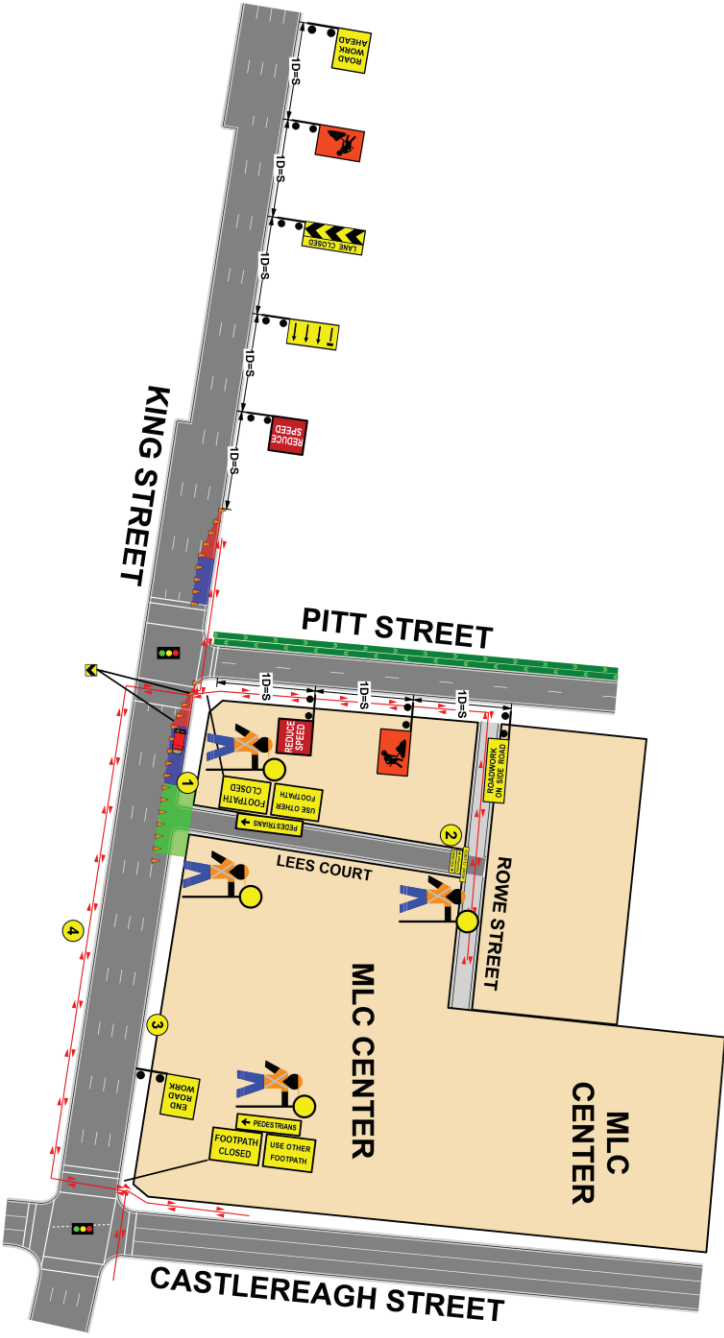 ROAD
WORK
AHEAD
1D=S
1D=S
LANE CLOSED
1D=S
1D=S
REDUCE
SPEED
1D=S
KING STREET
PITT STREET
1D=S
1D=S
1D=S
REDUCE
SPEED
ROADWORK
ON SIDE ROAD
USE OTHER
FOOTPATH
FOOTPATH
CLOSED
PEDESTRIANS
1
2
LEES COURT
ROWE STREET
MLC CENTER
MLC
CENTER
4
3
END
ROAD
WORK
PEDESTRIANS
FOOTPATH
CLOSED
USE OTHER
FOOTPATH
CASTLEREAGH STREET